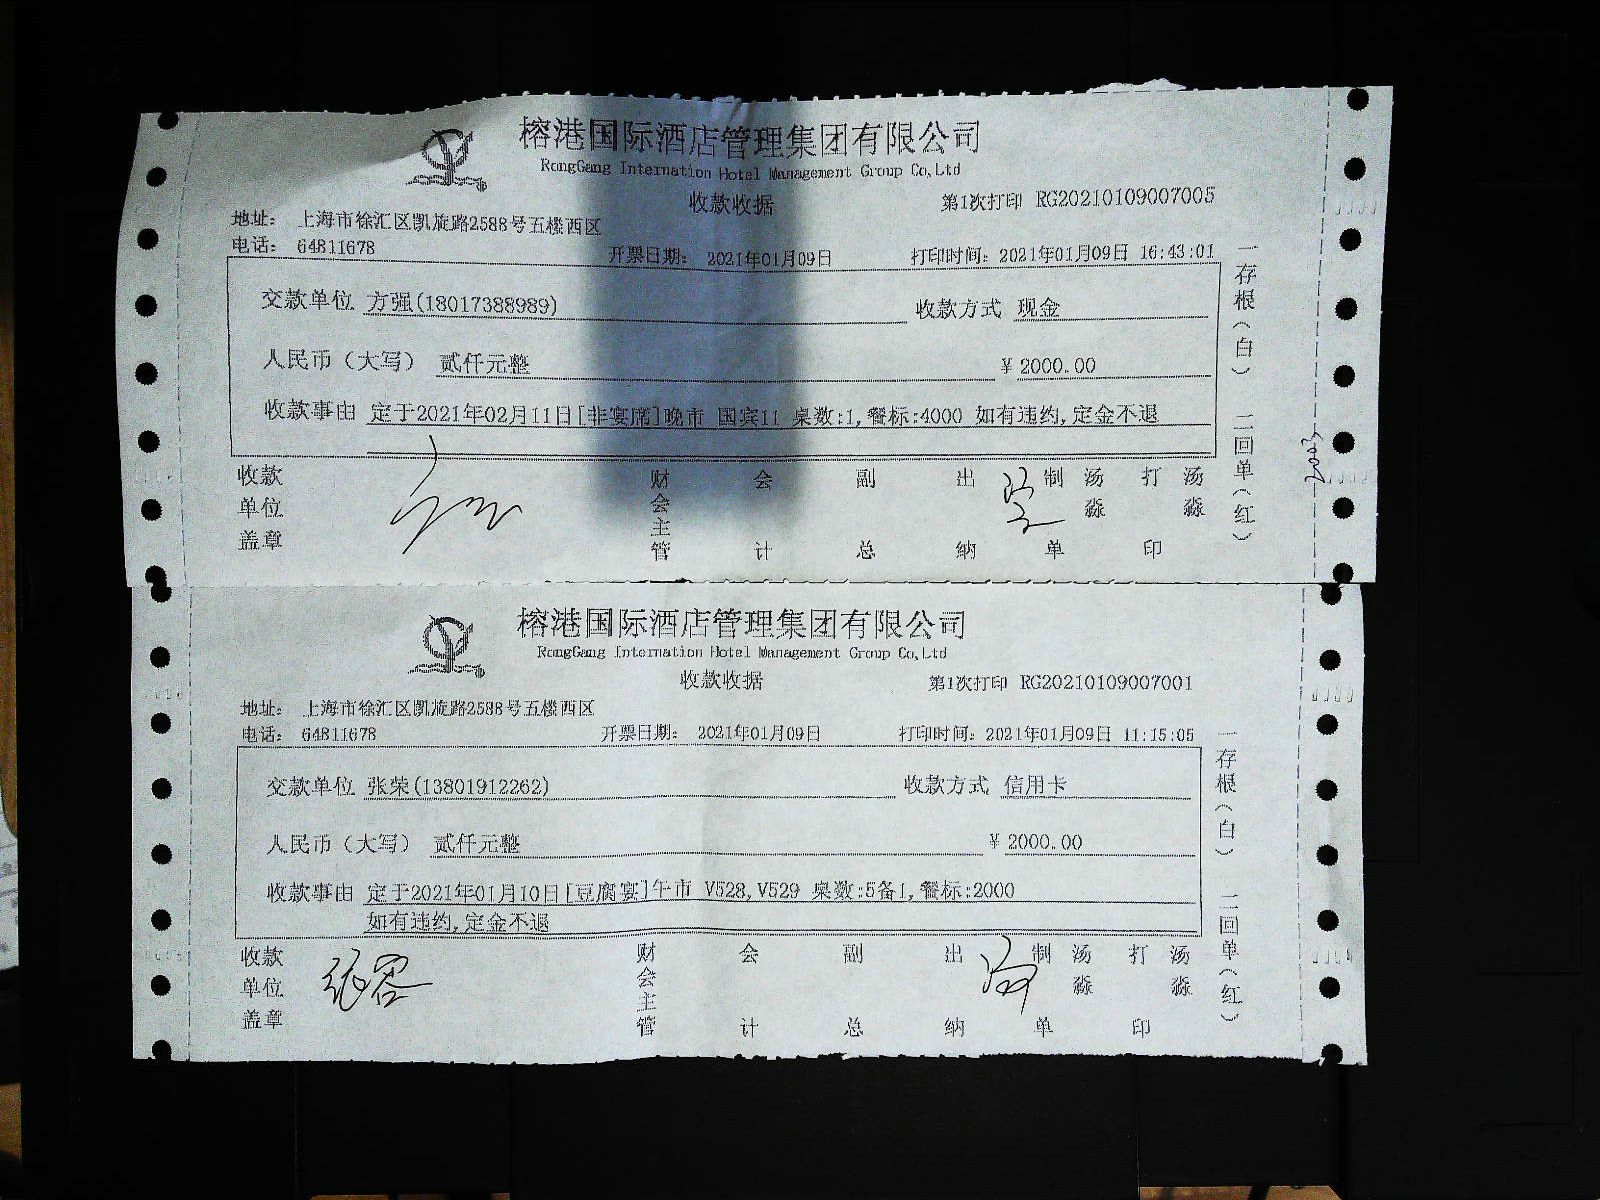 榕港国际酒店管理集团有限公司
RongGang Internation Hotel Management Group Co,Ltd
收款收据 第1次打印 RG20210109007005
地址： 上海市徐汇区凯旋路2588号五楼西区
电话： 64811678 开票日期： 2021年01月09日 打印时间：2021年01月09日 16:43:01
交款单位 方强(18017388989) 收款方式 现金
人民币（大写） 贰仟元整 ¥ 2000.00
收款事由 定于2021年02月11日[非宴席]晚市 国宾11 桌数:1,餐标:4000 如有违约,定金不退
收款单位盖章 财会主管 会计 副总 出纳 制单 汤淼 打印 汤淼
一存根（白） 二回单（红）
榕港国际酒店管理集团有限公司
RongGang Internation Hotel Management Group Co,Ltd
收款收据 第1次打印 RG20210109007001
地址： 上海市徐汇区凯旋路2588号五楼西区
电话： 64811678 开票日期： 2021年01月09日 打印时间：2021年01月09日 11:15:05
交款单位 张荣(13801912262) 收款方式 信用卡
人民币（大写） 贰仟元整 ¥ 2000.00
收款事由 定于2021年01月10日[豆腐宴]午市 V528,V529 桌数:5备1,餐标:2000
如有违约,定金不退
收款单位盖章 财会主管 会计 副总 出纳 制单 汤淼 打印 汤淼
一存根（白） 二回单（红）